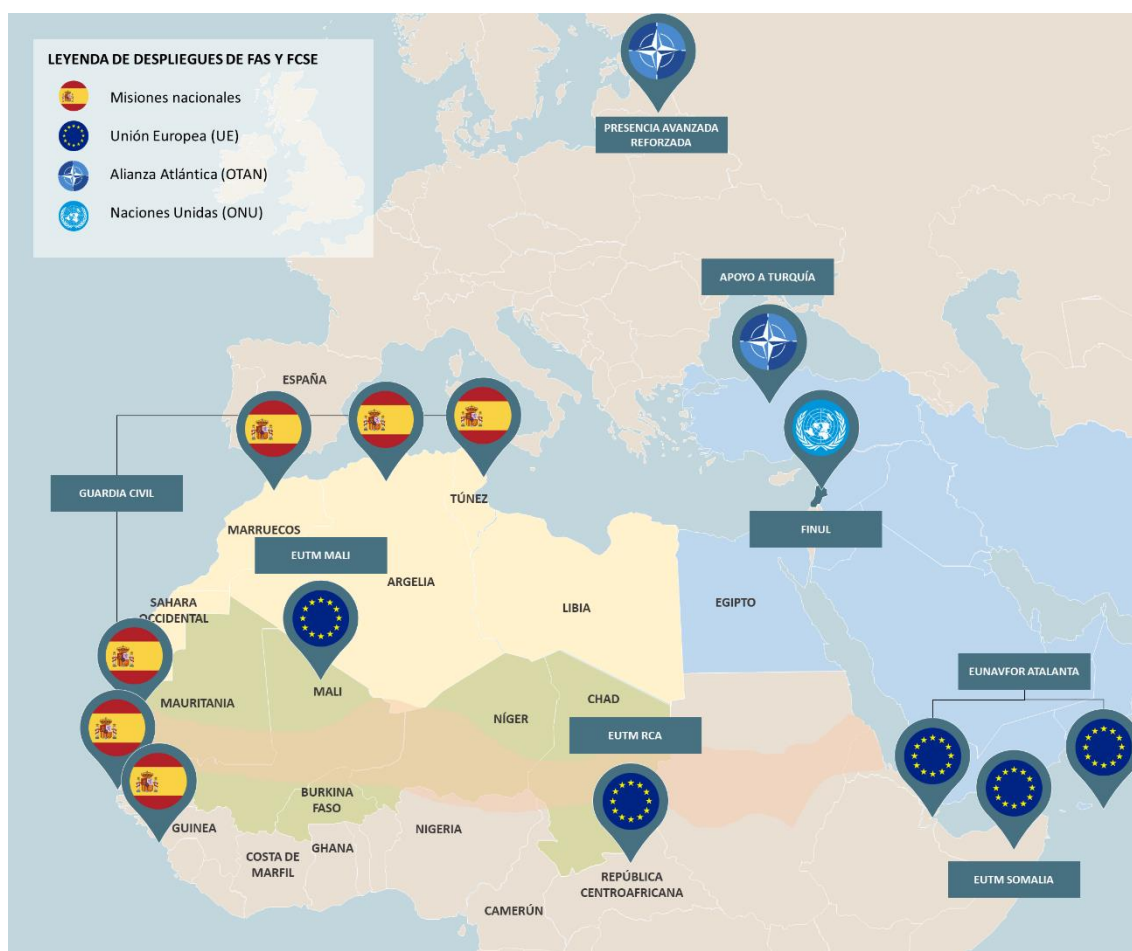 LEYENDA DE DESPLIEGUES DE FAS Y FCSE
Misiones nacionales
Unión Europea (UE)
Alianza Atlántica (OTAN)
Naciones Unidas (ONU)
PRESENCIA AVANZADA
REFORZADA
APOYO A TURQUÍA
ESPAÑA
GUARDIA CIVIL
TÚNEZ
FINUL
MARRUECOS
EUTM MALI
ARGELIA
LIBIA
EGIPTO
SAHARA
OCCIDENTAL
EUNAVFOR ATALANTA
MAURITANIA
MALI
NÍGER
CHAD
EUTM RCA
BURKINA
FASO
GUINEA
NIGERIA
GHANA
COSTA DE
MARFIL
REPÚBLICA
CENTROAFRICANA
EUTM SOMALIA
CAMERÚN